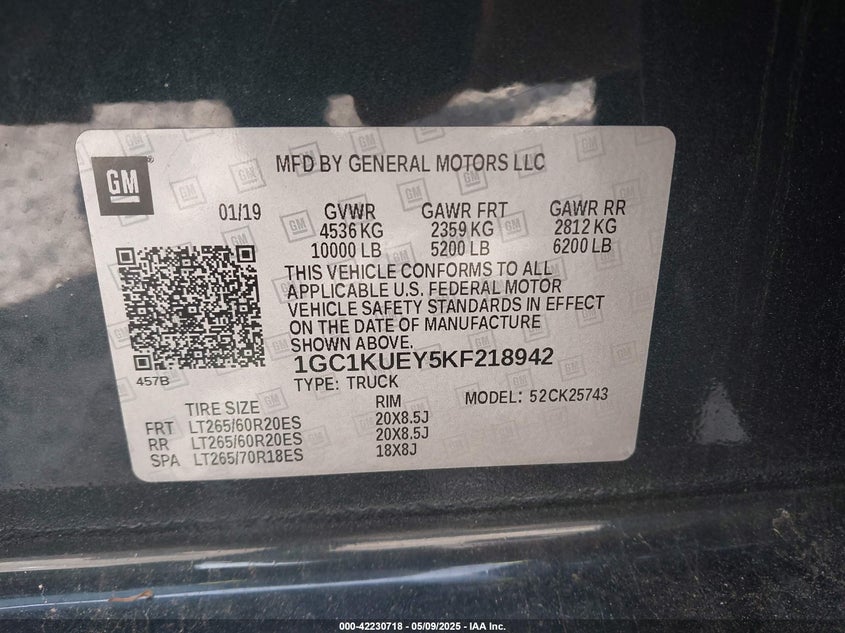 GM
MFD BY GENERAL MOTORS LLC
01/19 GVWR GAWR FRT GAWR RR
4536 KG 2359 KG 2812 KG
10000 LB 5200 LB 6200 LB
THIS VEHICLE CONFORMS TO ALL
APPLICABLE U.S. FEDERAL MOTOR
VEHICLE SAFETY STANDARDS IN EFFECT
ON THE DATE OF MANUFACTURE
SHOWN ABOVE.
1GC1KUEY5KF218942
457B
TYPE: TRUCK
MODEL: 52CK25743
TIRE SIZE RIM
FRT LT265/60R20ES 20X8.5J
RR LT265/60R20ES 20X8.5J
SPA LT265/70R18ES 18X8J
000-42230718 - 05/09/2025 - IAA Inc.